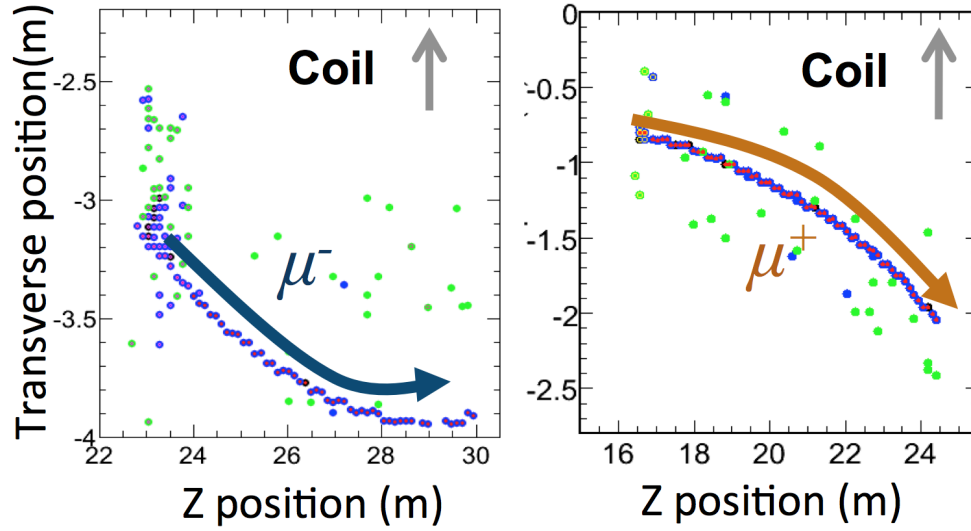 Transverse position(m)
-2.5
-3
-3.5
-4
22
24
26
28
30
Z position (m)
Coil
μ-
0
-0.5
-1
-1.5
-2
-2.5
16
18
20
22
24
Z position (m)
Coil
μ+